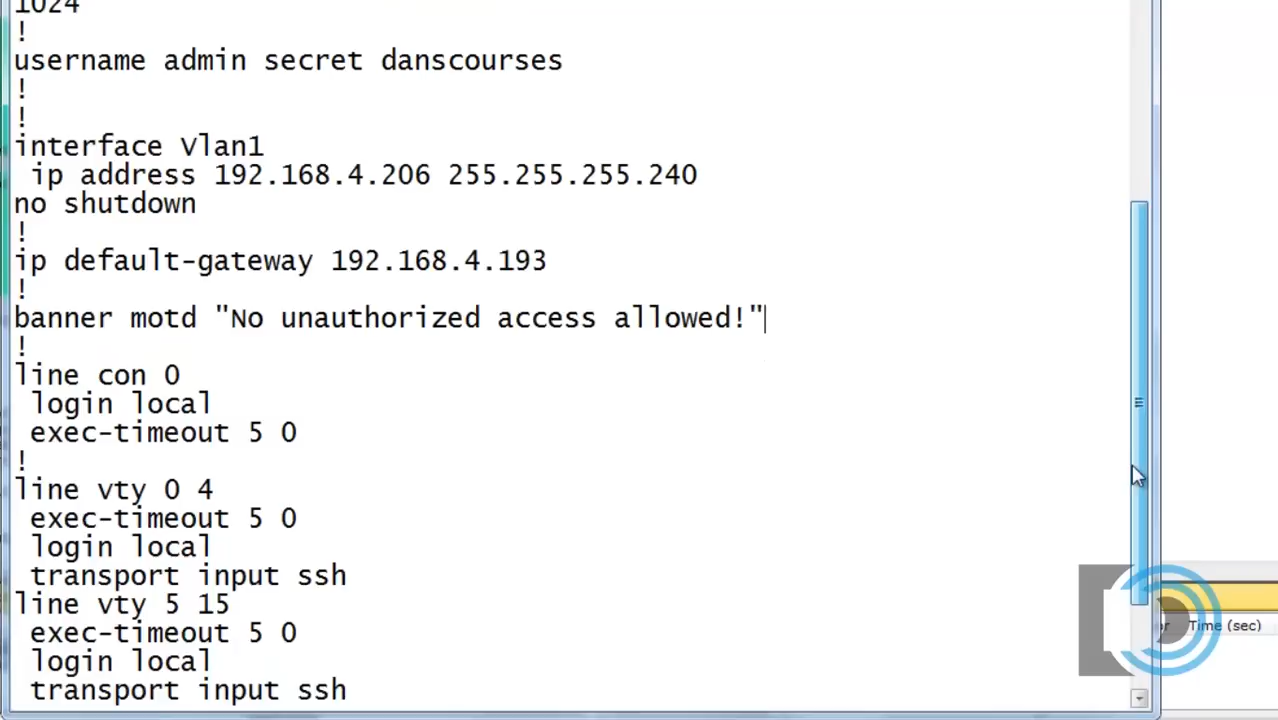 1024
!
username admin secret danscourses
!
!
interface Vlan1
 ip address 192.168.4.206 255.255.255.240
no shutdown
!
ip default-gateway 192.168.4.193
!
banner motd "No unauthorized access allowed!"
!
line con 0
 login local
 exec-timeout 5 0
!
line vty 0 4
 exec-timeout 5 0
 login local
 transport input ssh
line vty 5 15
 exec-timeout 5 0
 login local
 transport input ssh
Time (sec)